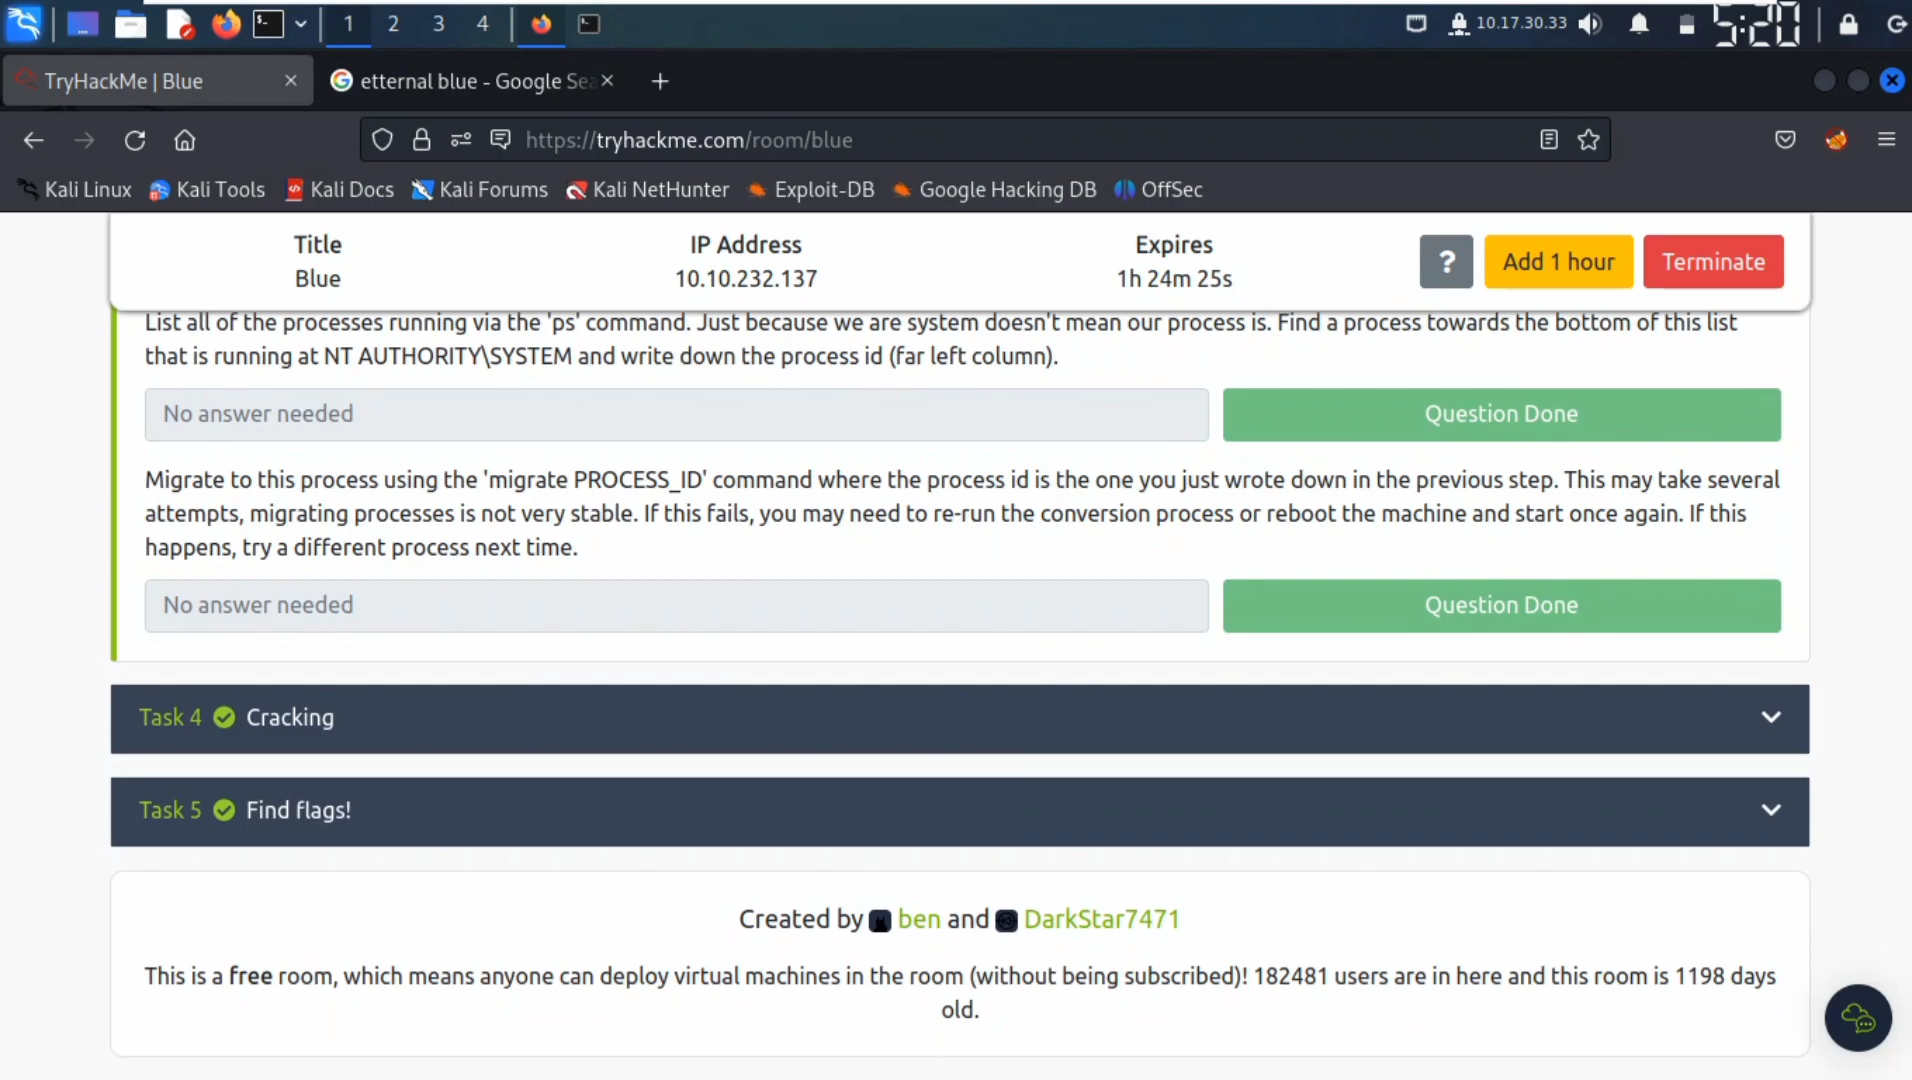 1 2 3 4 10.17.30.33 5:20
TryHackMe | Blue
etternal blue - Google Sea
https://tryhackme.com/room/blue
Kali Linux Kali Tools Kali Docs Kali Forums Kali NetHunter Exploit-DB Google Hacking DB OffSec
Title IP Address Expires
Blue 10.10.232.137 1h 24m 25s
? Add 1 hour Terminate
List all of the processes running via the 'ps' command. Just because we are system doesn't mean our process is. Find a process towards the bottom of this list
that is running at NT AUTHORITY\SYSTEM and write down the process id (far left column).
No answer needed Question Done
Migrate to this process using the 'migrate PROCESS_ID' command where the process id is the one you just wrote down in the previous step. This may take several
attempts, migrating processes is not very stable. If this fails, you may need to re-run the conversion process or reboot the machine and start once again. If this
happens, try a different process next time.
No answer needed Question Done
Task 4 Cracking
Task 5 Find flags!
Created by ben and DarkStar7471
This is a free room, which means anyone can deploy virtual machines in the room (without being subscribed)! 182481 users are in here and this room is 1198 days
old.